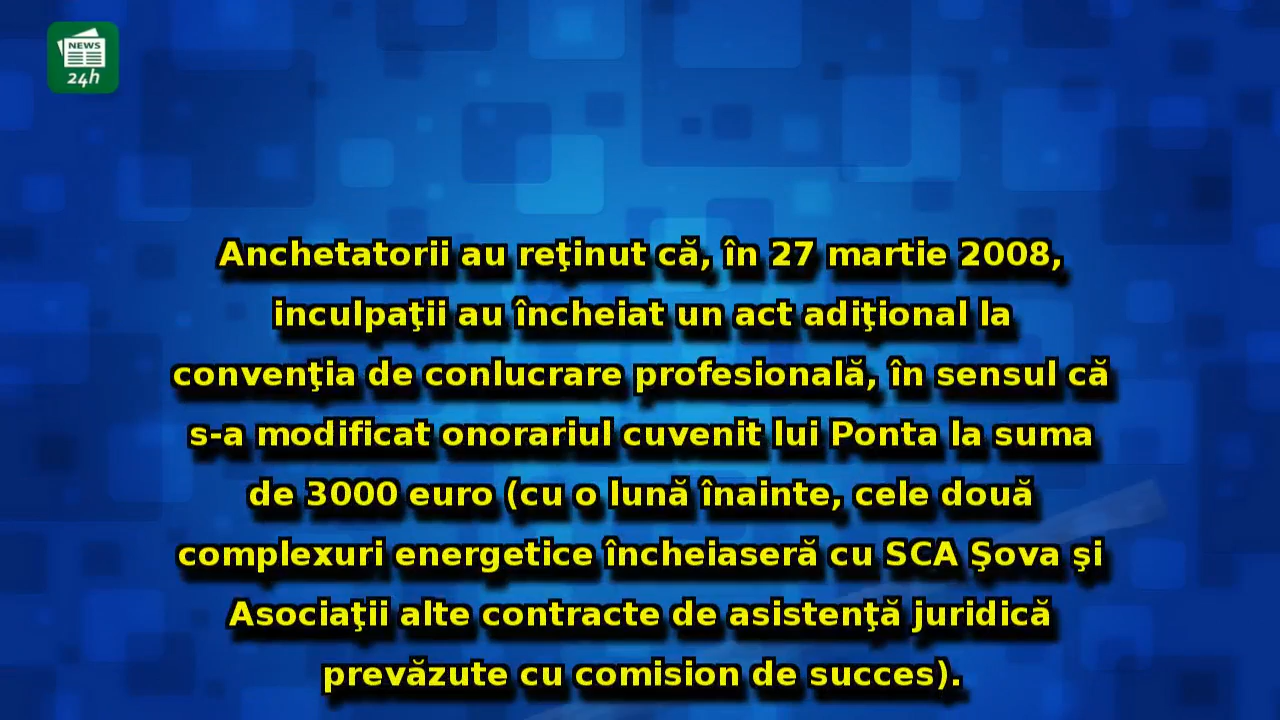 NEWS
24h
Anchetatorii au reţinut că, în 27 martie 2008,
inculpaţii au încheiat un act adiţional la
convenţia de conlucrare profesională, în sensul că
s-a modificat onorariul cuvenit lui Ponta la suma
de 3000 euro (cu o lună înainte, cele două
complexuri energetice încheiaseră cu SCA Şova şi
Asociaţii alte contracte de asistenţă juridică
prevăzute cu comision de succes).